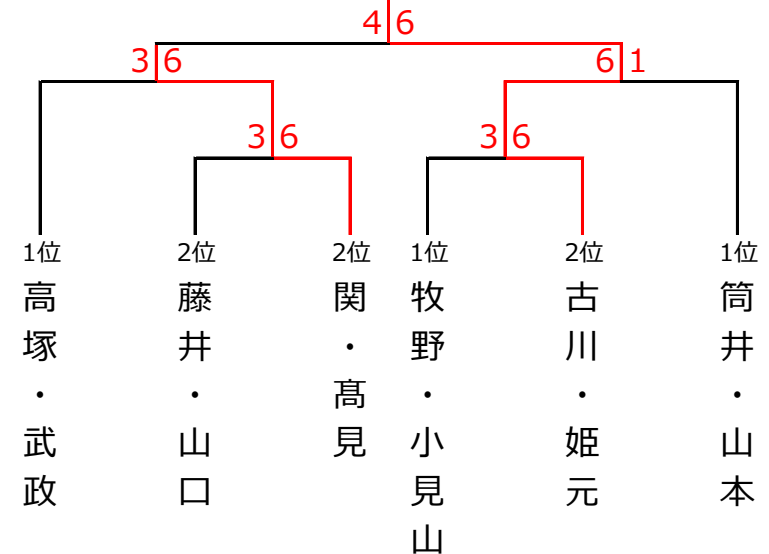 4 6
3 6
6 1
3 6
3 6
1位
2位
2位
1位
2位
1位
高塚・武政
藤井・山口
関・髙見
牧野・小見山
古川・姫元
筒井・山本